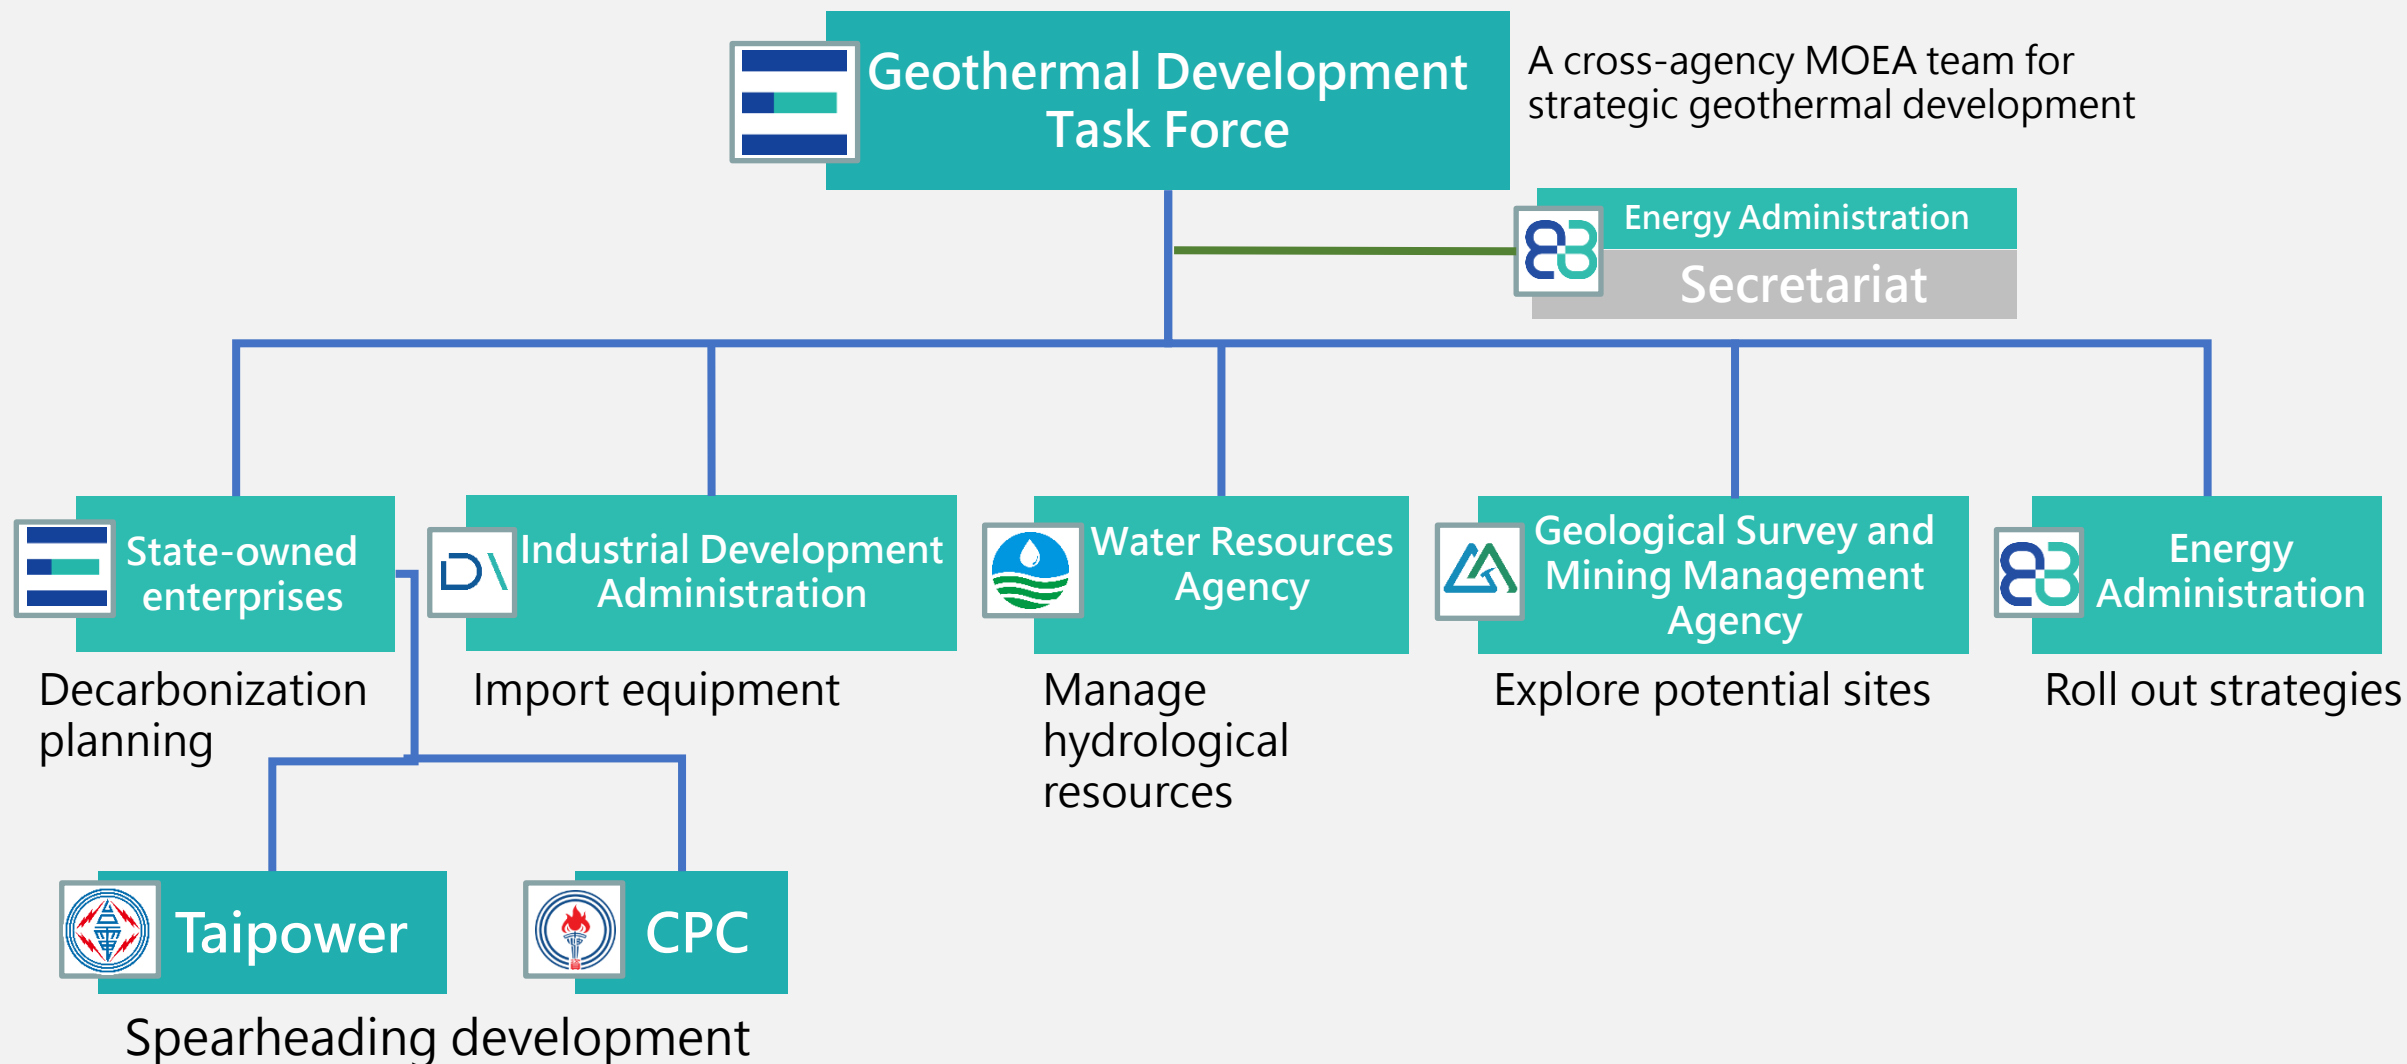 Geothermal Development
Task Force
A cross-agency MOEA team for
strategic geothermal development
Energy Administration
Secretariat
State-owned
enterprises
Decarbonization
planning
Industrial Development
Administration
Import equipment
Water Resources
Agency
Manage
hydrological
resources
Geological Survey and
Mining Management
Agency
Explore potential sites
Energy
Administration
Roll out strategies
Taipower
CPC
Spearheading development